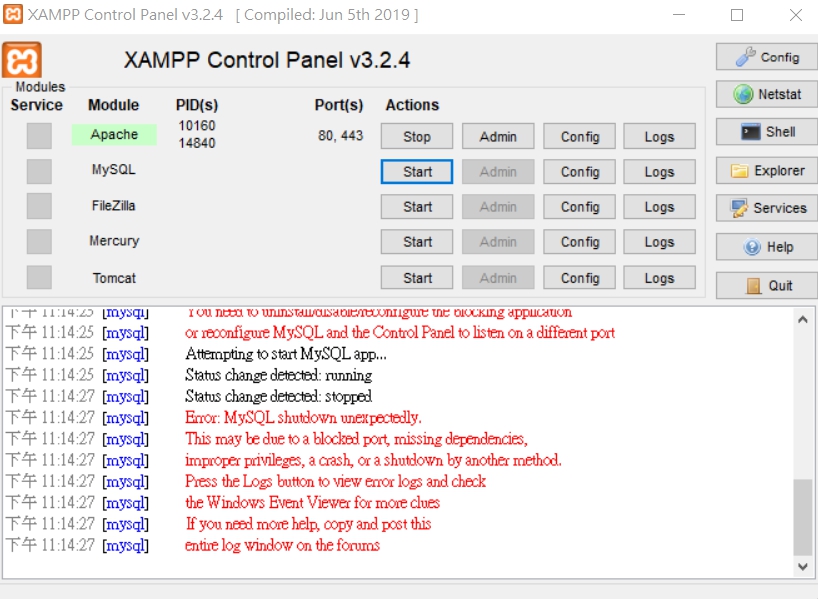 XAMPP Control Panel v3.2.4 [ Compiled: Jun 5th 2019 ]
XAMPP Control Panel v3.2.4
Config
Modules
Service Module PID(s) Port(s) Actions
Netstat
Apache 10160 14840 80, 443 Stop Admin Config Logs
Shell
MySQL Start Admin Config Logs
Explorer
FileZilla Start Admin Config Logs
Services
Mercury Start Admin Config Logs
Help
Tomcat Start Admin Config Logs
Quit
下午 11:14:25 [mysql] You need to uninstall/disable/reconfigure the blocking application
下午 11:14:25 [mysql] or reconfigure MySQL and the Control Panel to listen on a different port
下午 11:14:25 [mysql] Attempting to start MySQL app...
下午 11:14:25 [mysql] Status change detected: running
下午 11:14:27 [mysql] Status change detected: stopped
下午 11:14:27 [mysql] Error: MySQL shutdown unexpectedly.
下午 11:14:27 [mysql] This may be due to a blocked port, missing dependencies,
下午 11:14:27 [mysql] improper privileges, a crash, or a shutdown by another method.
下午 11:14:27 [mysql] Press the Logs button to view error logs and check
下午 11:14:27 [mysql] the Windows Event Viewer for more clues
下午 11:14:27 [mysql] If you need more help, copy and post this
下午 11:14:27 [mysql] entire log window on the forums